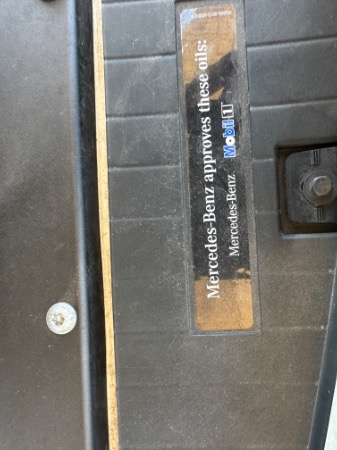 Mercedes-Benz approves these oils:
Mercedes-Benz Mobil 1